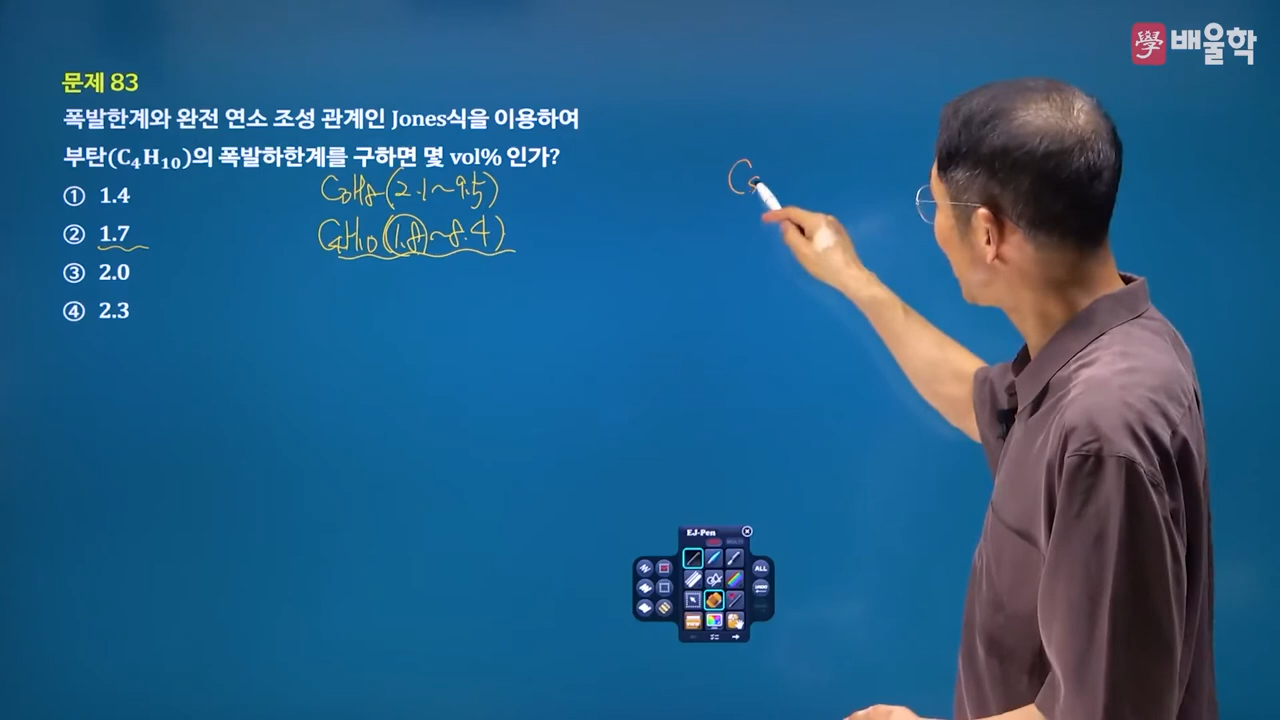 學 배울학
문제 83
폭발한계와 완전 연소 조성 관계인 Jones식을 이용하여
부탄(C₄H₁₀)의 폭발하한계를 구하면 몇 vol% 인가?
① 1.4
② 1.7
③ 2.0
④ 2.3
C3H8(2.1~9.5)
C4H10(1.8~8.4)
C
EJ-Pen
ALL
UNDO